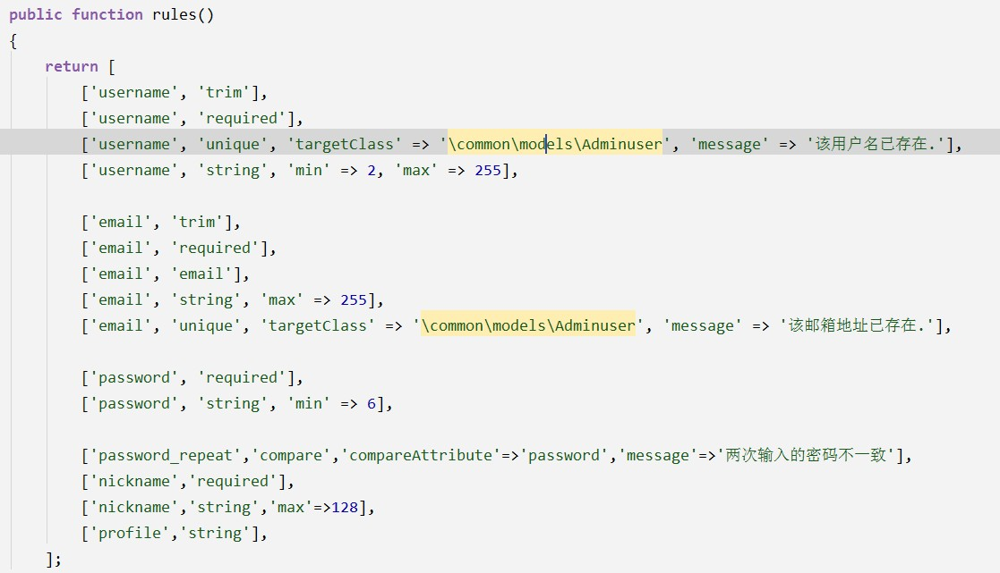 public function rules()
{
    return [
        ['username', 'trim'],
        ['username', 'required'],
        ['username', 'unique', 'targetClass' => '\common\models\Adminuser', 'message' => '该用户名已存在.'],
        ['username', 'string', 'min' => 2, 'max' => 255],

        ['email', 'trim'],
        ['email', 'required'],
        ['email', 'email'],
        ['email', 'string', 'max' => 255],
        ['email', 'unique', 'targetClass' => '\common\models\Adminuser', 'message' => '该邮箱地址已存在.'],

        ['password', 'required'],
        ['password', 'string', 'min' => 6],

        ['password_repeat','compare','compareAttribute'=>'password','message'=>'两次输入的密码不一致'],
        ['nickname','required'],
        ['nickname','string','max'=>128],
        ['profile','string'],
    ];